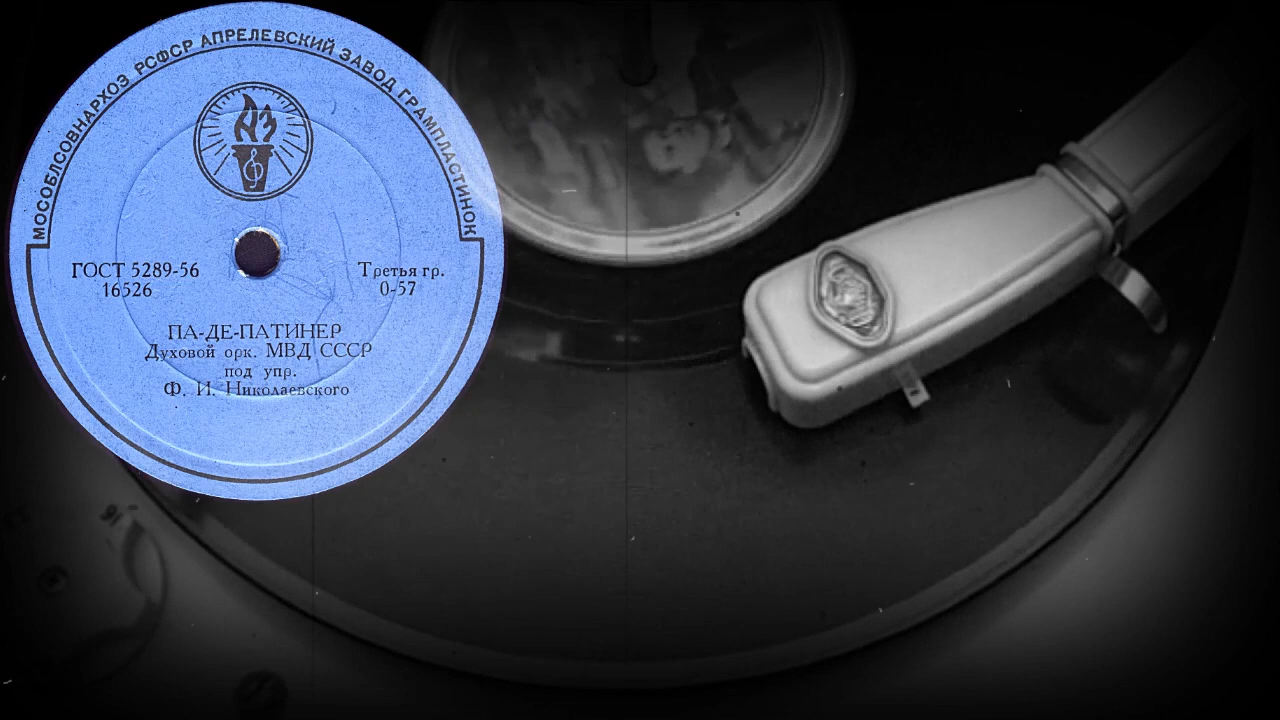 МОСОБЛСОВНАРХОЗ РСФСР АПРЕЛЕВСКИЙ ЗАВОД ГРАМПЛАСТИНОК
АЗ
ГОСТ 5289-56
16526
Третья гр.
0-57
ПА-ДЕ-ПАТИНЕР
Духовой орк. МВД СССР
под упр.
Ф. И. Николаевского